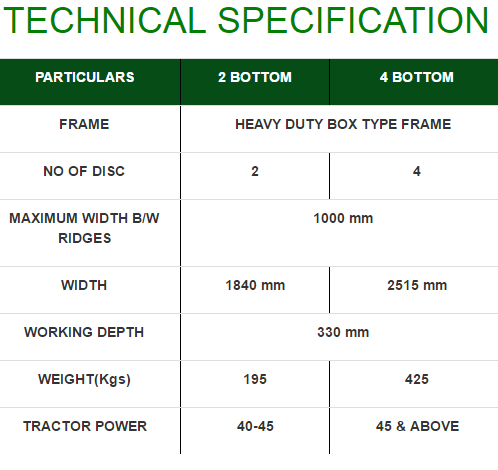 TECHNICAL SPECIFICATION
PARTICULARS 2 BOTTOM 4 BOTTOM
FRAME HEAVY DUTY BOX TYPE FRAME
NO OF DISC 2 4
MAXIMUM WIDTH B/W 1000 mm
RIDGES
WIDTH 1840 mm 2515 mm
WORKING DEPTH 330 mm
WEIGHT(Kgs) 195 425
TRACTOR POWER 40-45 45 & ABOVE